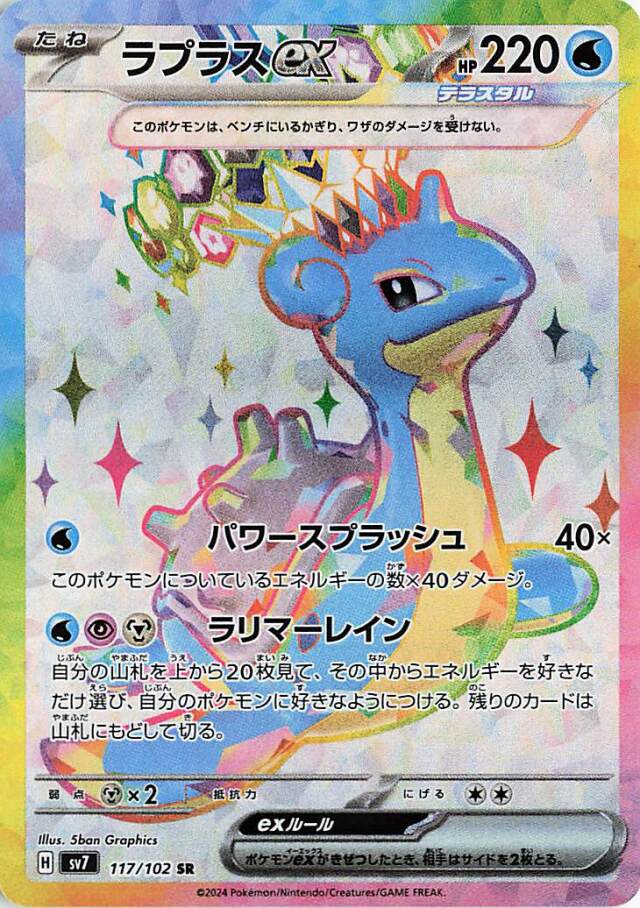 たね ラプラスex HP220
テラスタル
このポケモンは、ベンチにいるかぎり、ワザのダメージを受けない。
パワースプラッシュ 40×
このポケモンについているエネルギーの数×40ダメージ。
ラリマーレイン
自分の山札を上から20枚見て、その中からエネルギーを好きな
だけ選び、自分のポケモンに好きなようにつける。残りのカードは
山札にもどして切る。
弱点 ×2 抵抗力 にげる
exルール
ポケモンexがきぜつしたとき、相手はサイドを2枚とる。
Illus. 5ban Graphics
H sv7 117/102 SR
©2024 Pokémon/Nintendo/Creatures/GAME FREAK.